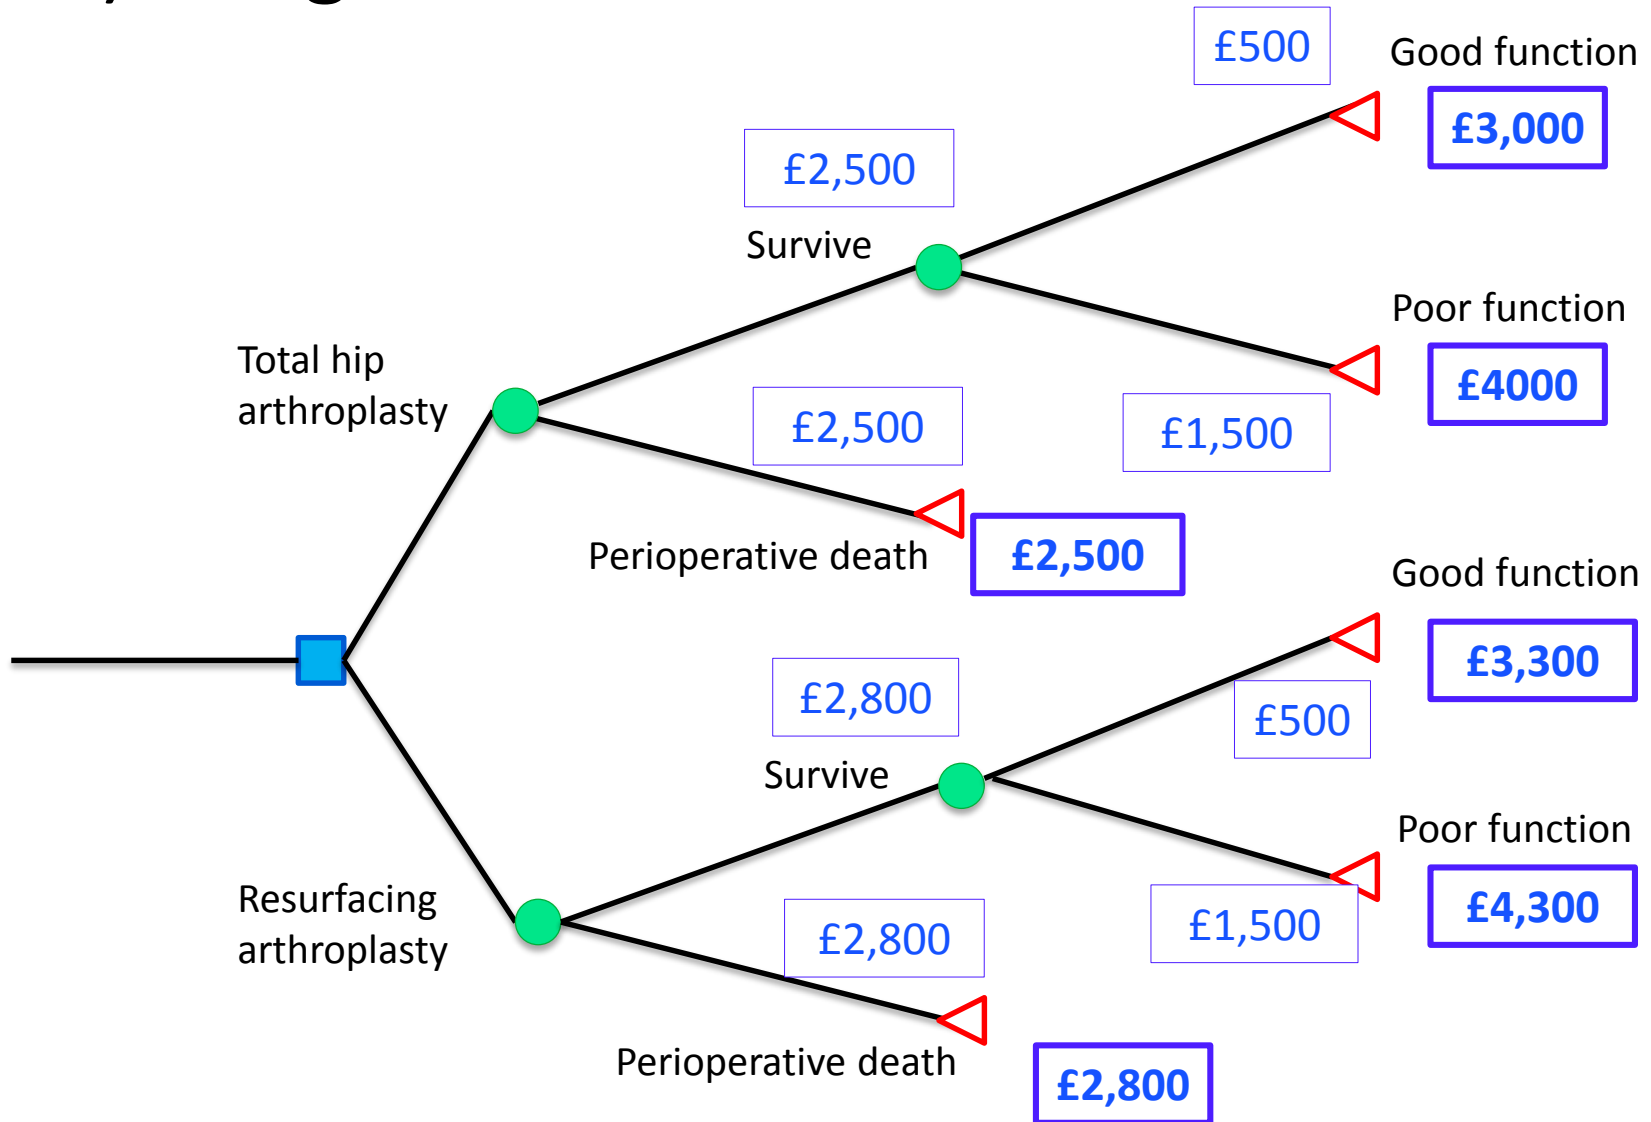 £500
Good function
£3,000
£2,500
Survive
Poor function
£4000
Total hip
arthroplasty
£2,500
£1,500
Perioperative death
£2,500
Good function
£3,300
£2,800
£500
Survive
Poor function
£4,300
Resurfacing
arthroplasty
£2,800
£1,500
Perioperative death
£2,800